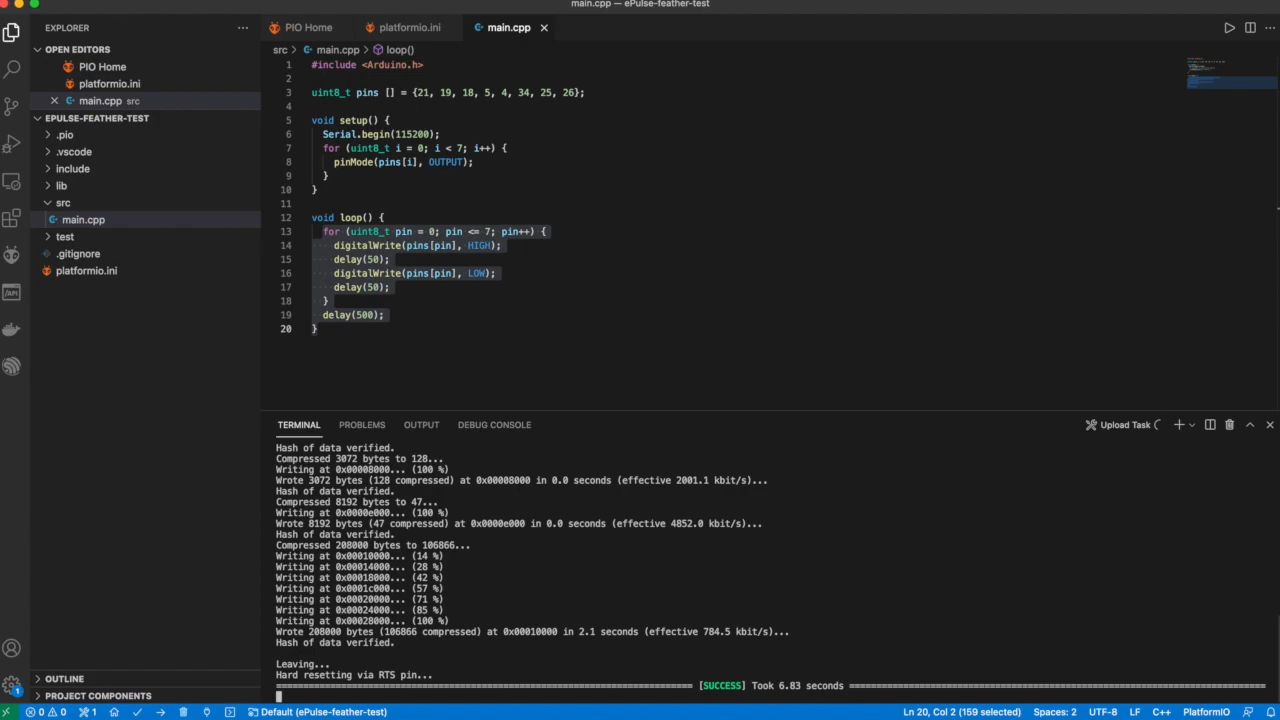 main.cpp — ePulse-feather-test
EXPLORER
OPEN EDITORS
PIO Home
platformio.ini
main.cpp src
EPULSE-FEATHER-TEST
.pio
.vscode
include
lib
src
main.cpp
test
.gitignore
platformio.ini
OUTLINE
PROJECT COMPONENTS
PIO Home
platformio.ini
main.cpp
src > main.cpp > loop()
1 #include <Arduino.h>
2
3 uint8_t pins [] = {21, 19, 18, 5, 4, 34, 25, 26};
4
5 void setup() {
6 Serial.begin(115200);
7 for (uint8_t i = 0; i < 7; i++) {
8 pinMode(pins[i], OUTPUT);
9 }
10 }
11
12 void loop() {
13 for (uint8_t pin = 0; pin <= 7; pin++) {
14 digitalWrite(pins[pin], HIGH);
15 delay(50);
16 digitalWrite(pins[pin], LOW);
17 delay(50);
18 }
19 delay(500);
20 }
TERMINAL PROBLEMS OUTPUT DEBUG CONSOLE
Upload Task
Hash of data verified.
Compressed 3072 bytes to 128...
Writing at 0x00008000... (100 %)
Wrote 3072 bytes (128 compressed) at 0x00008000 in 0.0 seconds (effective 2001.1 kbit/s)...
Hash of data verified.
Compressed 8192 bytes to 47...
Writing at 0x0000e000... (100 %)
Wrote 8192 bytes (47 compressed) at 0x0000e000 in 0.0 seconds (effective 4852.0 kbit/s)...
Hash of data verified.
Compressed 208000 bytes to 106866...
Writing at 0x00010000... (14 %)
Writing at 0x00014000... (28 %)
Writing at 0x00018000... (42 %)
Writing at 0x0001c000... (57 %)
Writing at 0x00020000... (71 %)
Writing at 0x00024000... (85 %)
Writing at 0x00028000... (100 %)
Wrote 208000 bytes (106866 compressed) at 0x00010000 in 2.1 seconds (effective 784.5 kbit/s)...
Hash of data verified.
Leaving...
Hard resetting via RTS pin...
[SUCCESS] Took 6.83 seconds
1
0 0 1 Default (ePulse-feather-test)
Ln 20, Col 2 (159 selected) Spaces: 2 UTF-8 LF C++ PlatformIO